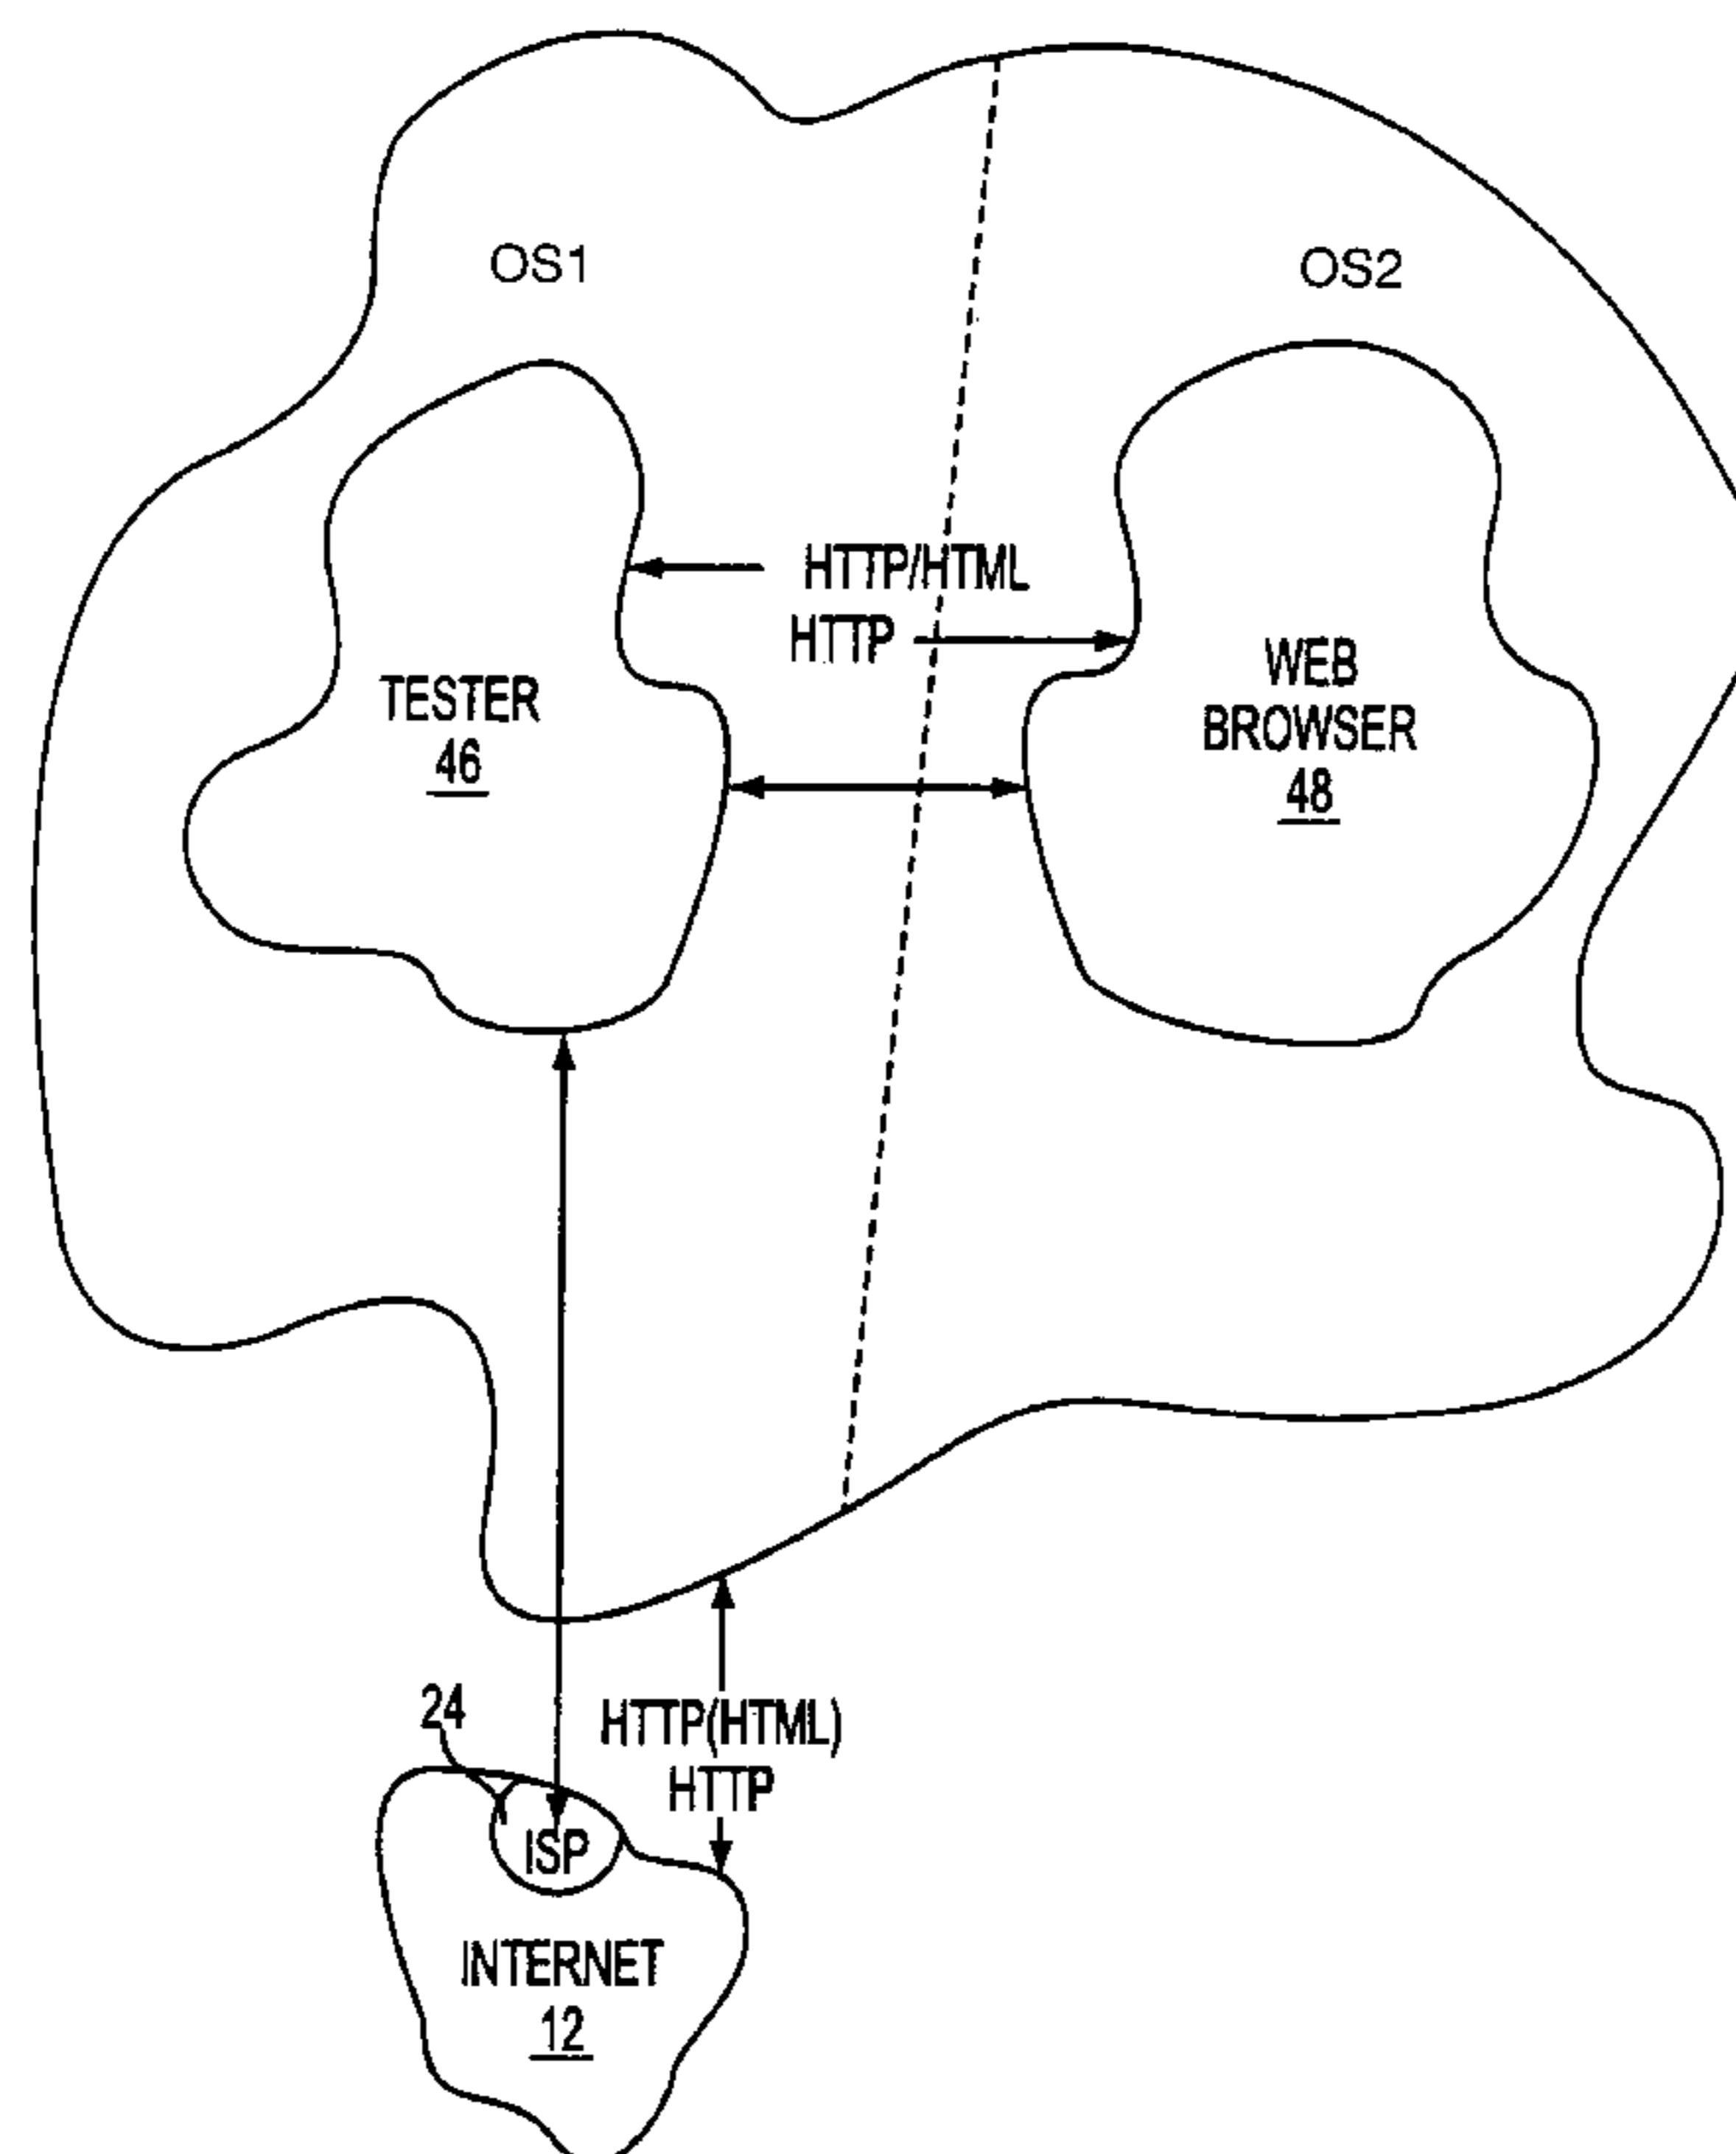 OS1
OS2
HTTP/HTML
HTTP
TESTER
46
WEB
BROWSER
48
24
HTTP(HTML)
HTTP
ISP
INTERNET
12